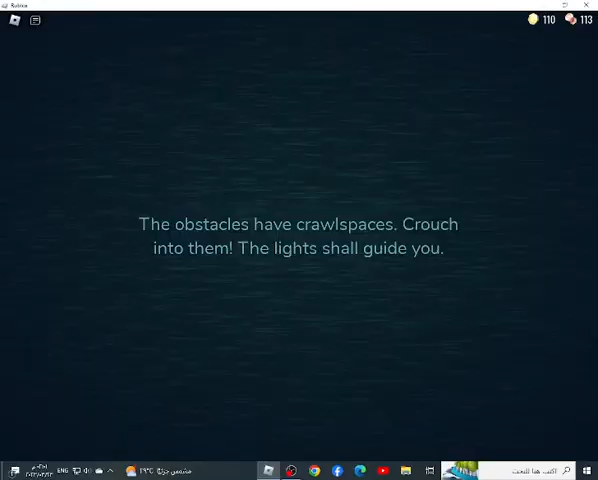 Roblox
110
113
The obstacles have crawlspaces. Crouch
into them! The lights shall guide you.
ENG
٢٩°C
اكتب هنا للبحث